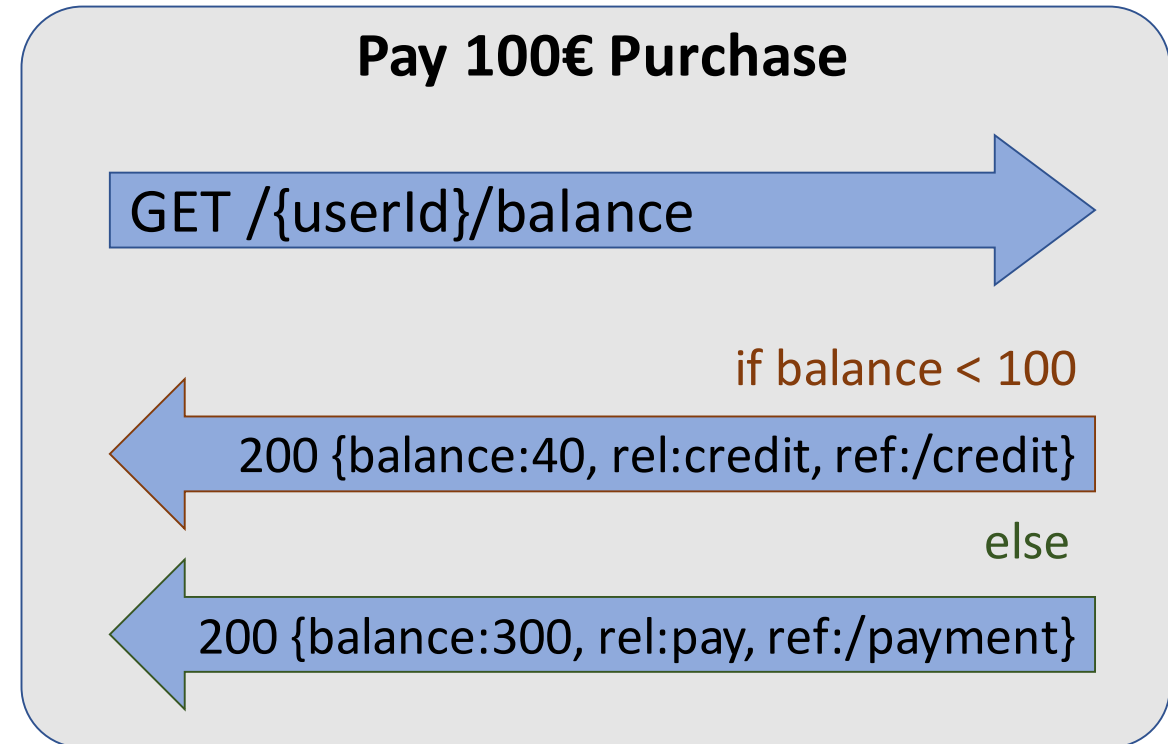 Pay 100€ Purchase
GET /{userId}/balance
if balance < 100
200 {balance:40, rel:credit, ref:/credit}
else
200 {balance:300, rel:pay, ref:/payment}